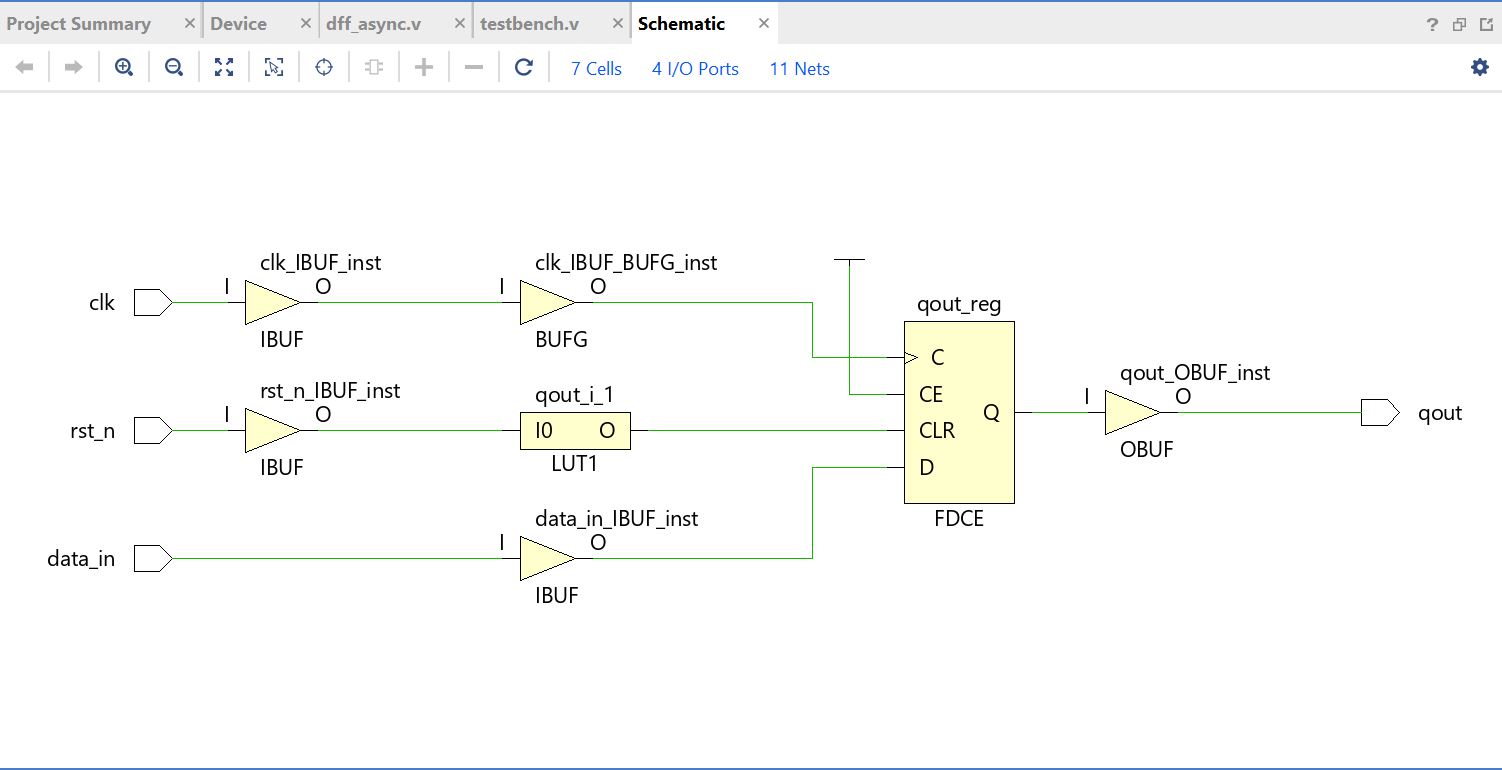 Project Summary × Device × dff_async.v × testbench.v × Schematic × ?
7 Cells 4 I/O Ports 11 Nets
clk_IBUF_inst clk_IBUF_BUFG_inst
I O I O
clk
IBUF BUFG
qout_reg
C
rst_n_IBUF_inst qout_i_1
I O
CE
qout_OBUF_inst
I O
rst_n I0 O CLR Q qout
IBUF LUT1
D
OBUF
data_in_IBUF_inst FDCE
I O
data_in
IBUF